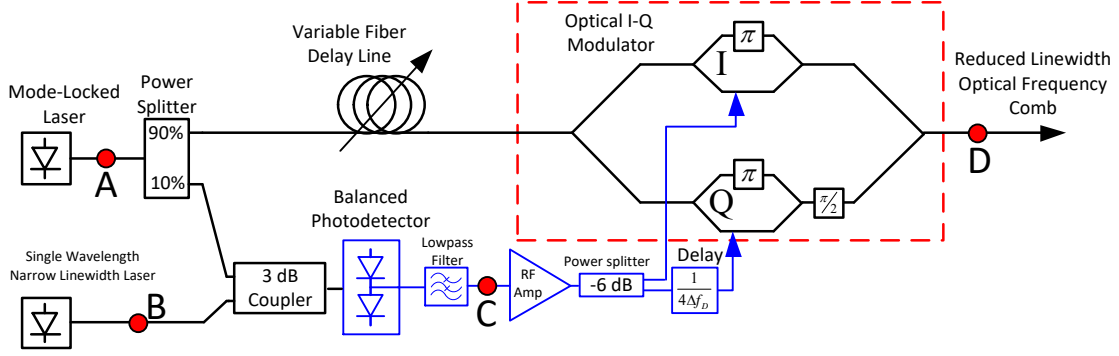 Optical I-Q
Modulator
Variable Fiber
Delay Line
Mode-Locked
Laser
Power
Splitter
90%
10%
A
π
I
Reduced Linewidth
Optical Frequency
Comb
D
π
Q
π/2
Single Wavelength
Narrow Linewidth Laser
B
3 dB
Coupler
Balanced
Photodetector
Lowpass
Filter
C
RF
Amp
Power splitter
-6 dB
Delay
1
4Δf_D